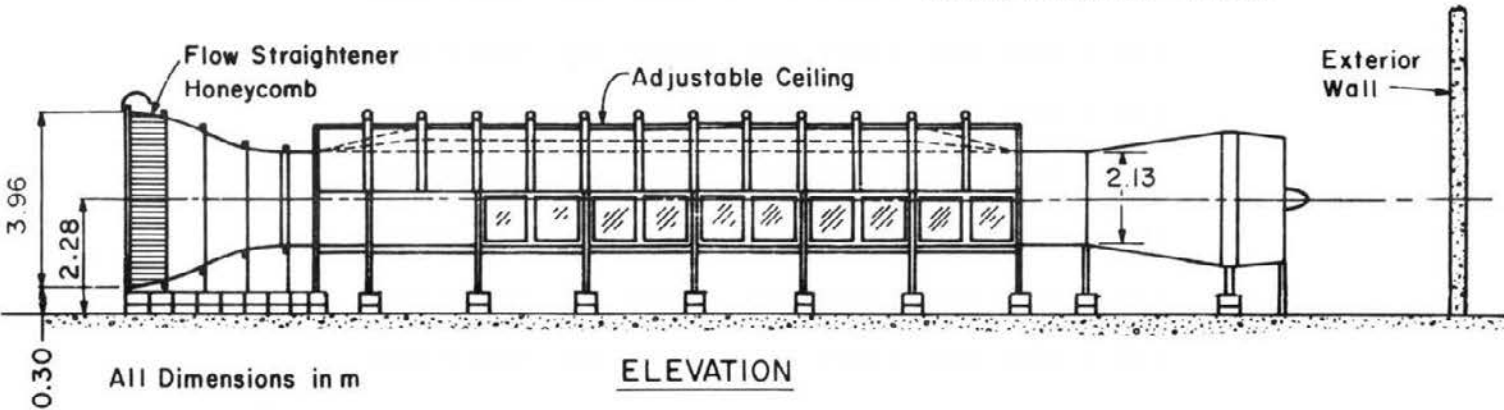 Flow Straightener
Honeycomb
Adjustable Ceiling
Exterior
Wall
3.96
2.28
2.13
0.30
All Dimensions in m
ELEVATION